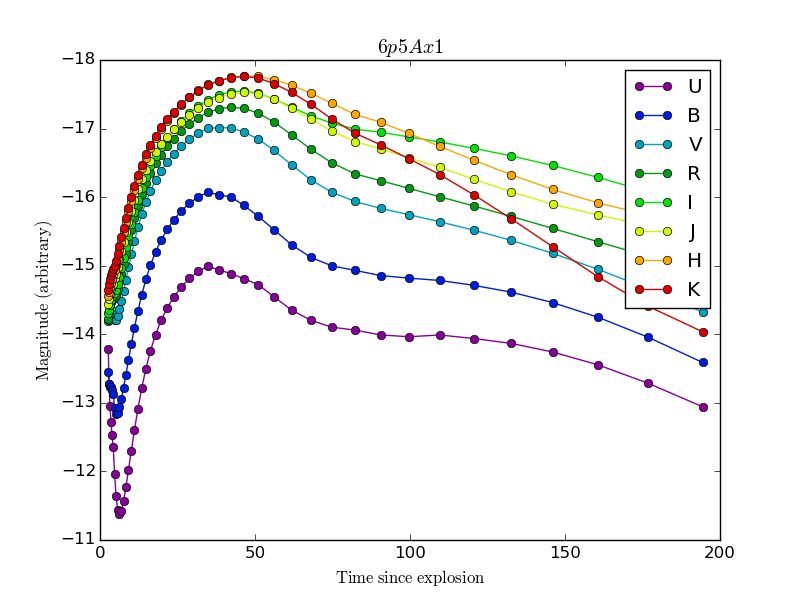 6p5Ax1
−18
−17
−16
−15
−14
−13
−12
−11
Magnitude (arbitrary)
U
B
V
R
I
J
H
K
0
50
100
150
200
Time since explosion